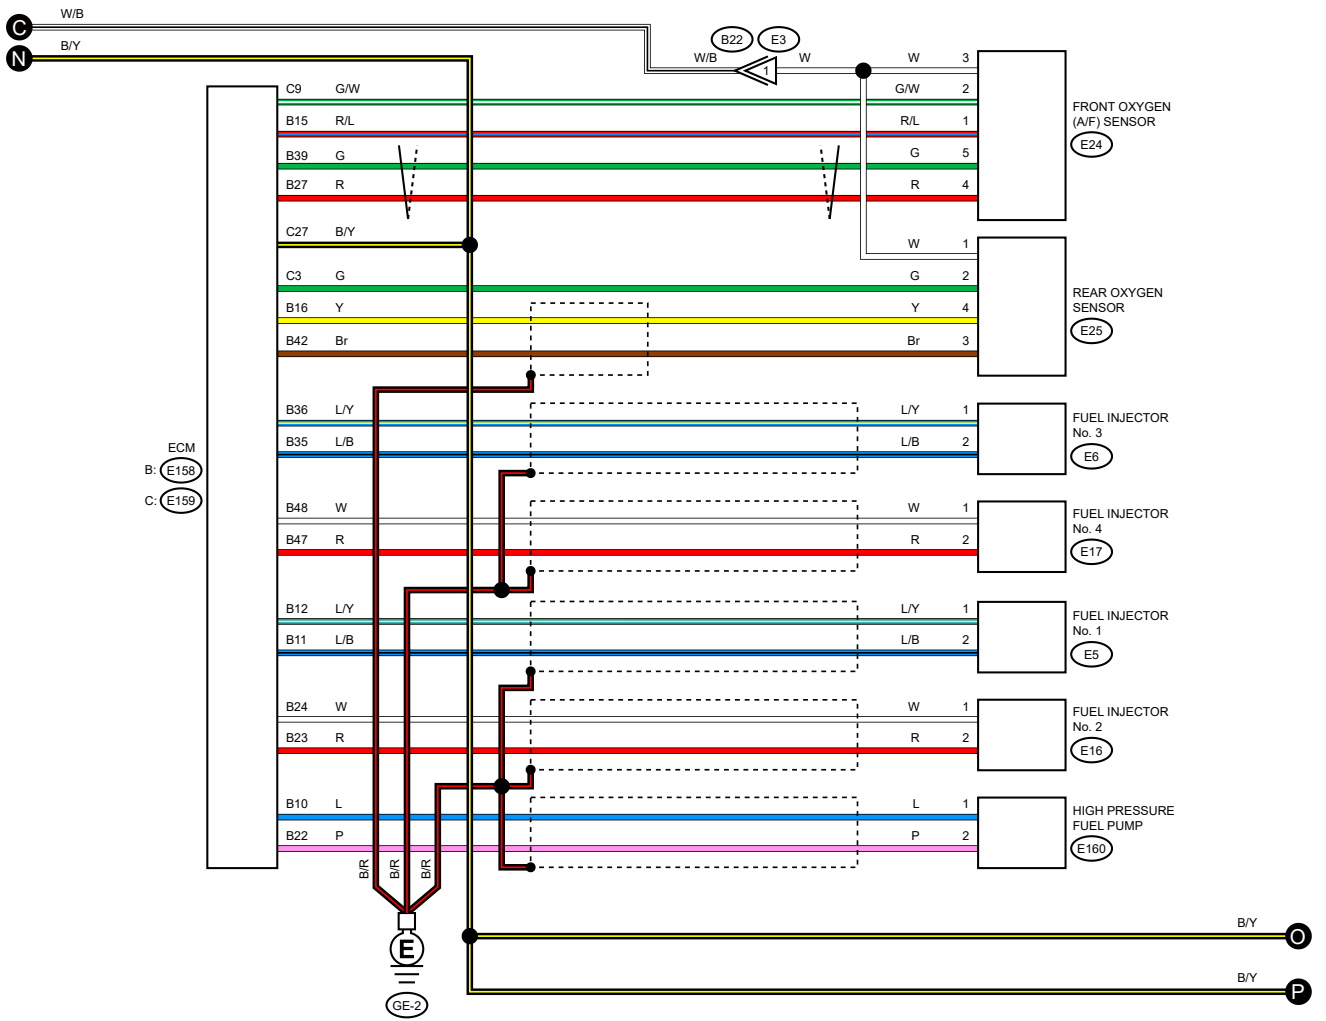 C W/B
N B/Y
B22 E3
W/B 1 W W 3
C9 G/W G/W 2
B15 R/L R/L 1
B39 G G 5
B27 R R 4
FRONT OXYGEN
(A/F) SENSOR
E24
C27 B/Y
W 1
C3 G G 2
B16 Y Y 4
B42 Br Br 3
REAR OXYGEN
SENSOR
E25
B36 L/Y L/Y 1
B35 L/B L/B 2
FUEL INJECTOR
No. 3
E6
ECM
B: E158
C: E159
B48 W W 1
B47 R R 2
FUEL INJECTOR
No. 4
E17
B12 L/Y L/Y 1
B11 L/B L/B 2
FUEL INJECTOR
No. 1
E5
B24 W W 1
B23 R R 2
FUEL INJECTOR
No. 2
E16
B10 L L 1
B22 P P 2
HIGH PRESSURE
FUEL PUMP
E160
B/R B/R B/R
E
GE-2
B/Y O
B/Y P